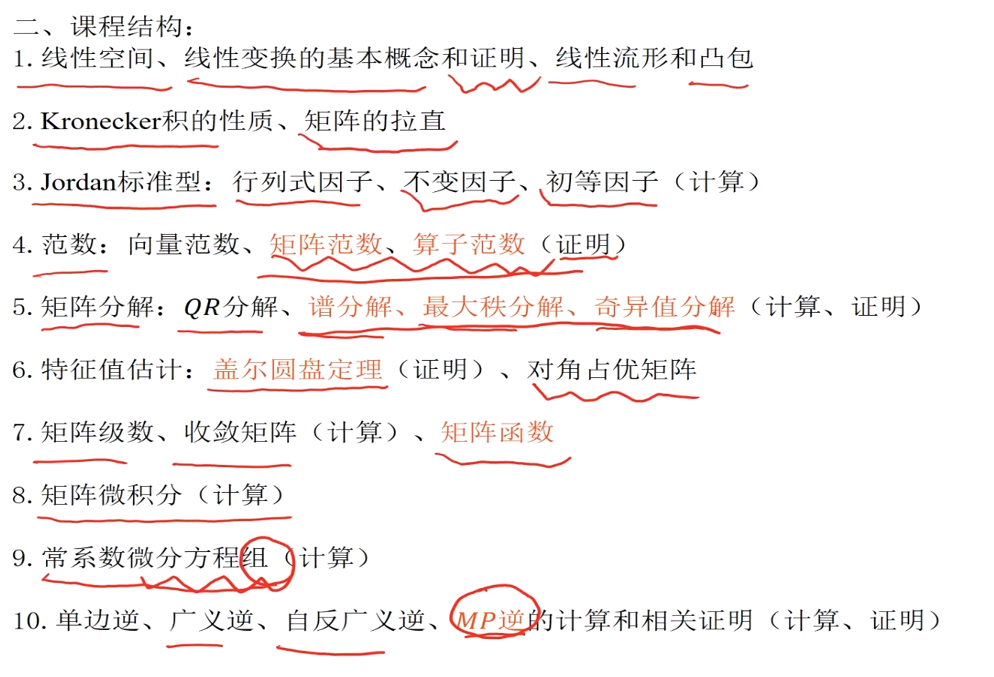 二、课程结构：
1. 线性空间、线性变换的基本概念和证明、线性流形和凸包
2. Kronecker积的性质、矩阵的拉直
3. Jordan标准型：行列式因子、不变因子、初等因子（计算）
4. 范数：向量范数、矩阵范数、算子范数（证明）
5. 矩阵分解：QR分解、谱分解、最大秩分解、奇异值分解（计算、证明）
6. 特征值估计：盖尔圆盘定理（证明）、对角占优矩阵
7. 矩阵级数、收敛矩阵（计算）、矩阵函数
8. 矩阵微积分（计算）
9. 常系数微分方程组（计算）
10. 单边逆、广义逆、自反广义逆、MP逆的计算和相关证明（计算、证明）